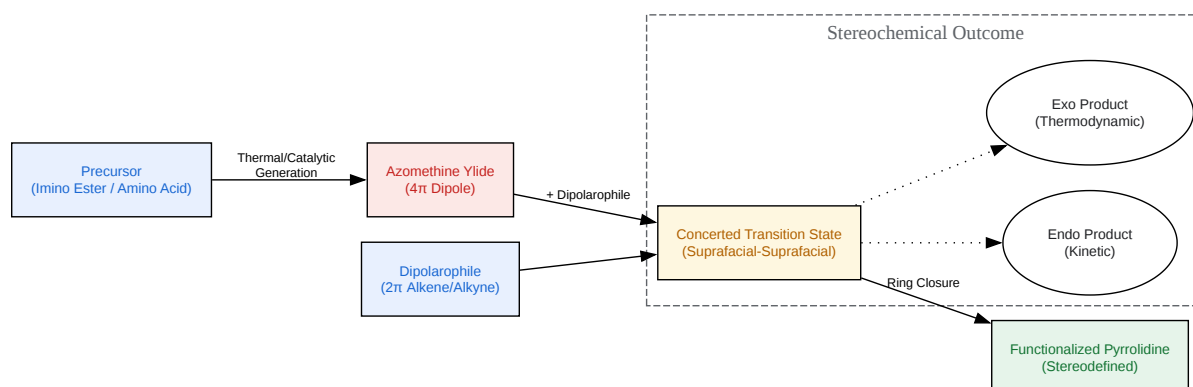 Stereochemical Outcome
Exo Product
(Thermodynamic)
Precursor
(Imino Ester / Amino Acid)
Thermal/Catalytic
Generation
Azomethine Ylide
(4π Dipole)
+ Dipolarophile
Concerted Transition State
(Suprafacial-Suprafacial)
Endo Product
(Kinetic)
Dipolarophile
(2π Alkene/Alkyne)
Ring Closure
Functionalized Pyrrolidine
(Stereodefined)